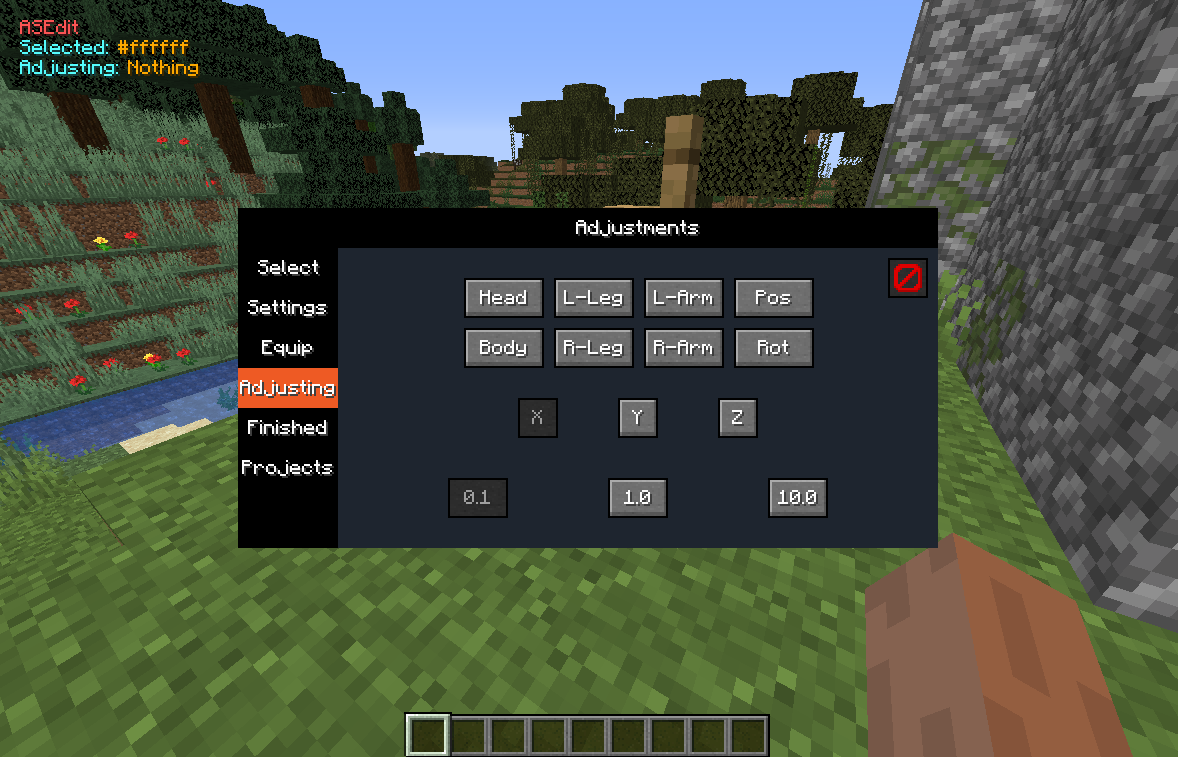 ASEdit
Selected: #ffffff
Adjusting: Nothing
Adjustments
Select
Settings
Equip
Adjusting
Finished
Projects
Head L-Leg L-Arm Pos
Body R-Leg R-Arm Rot
X Y Z
0.1 1.0 10.0